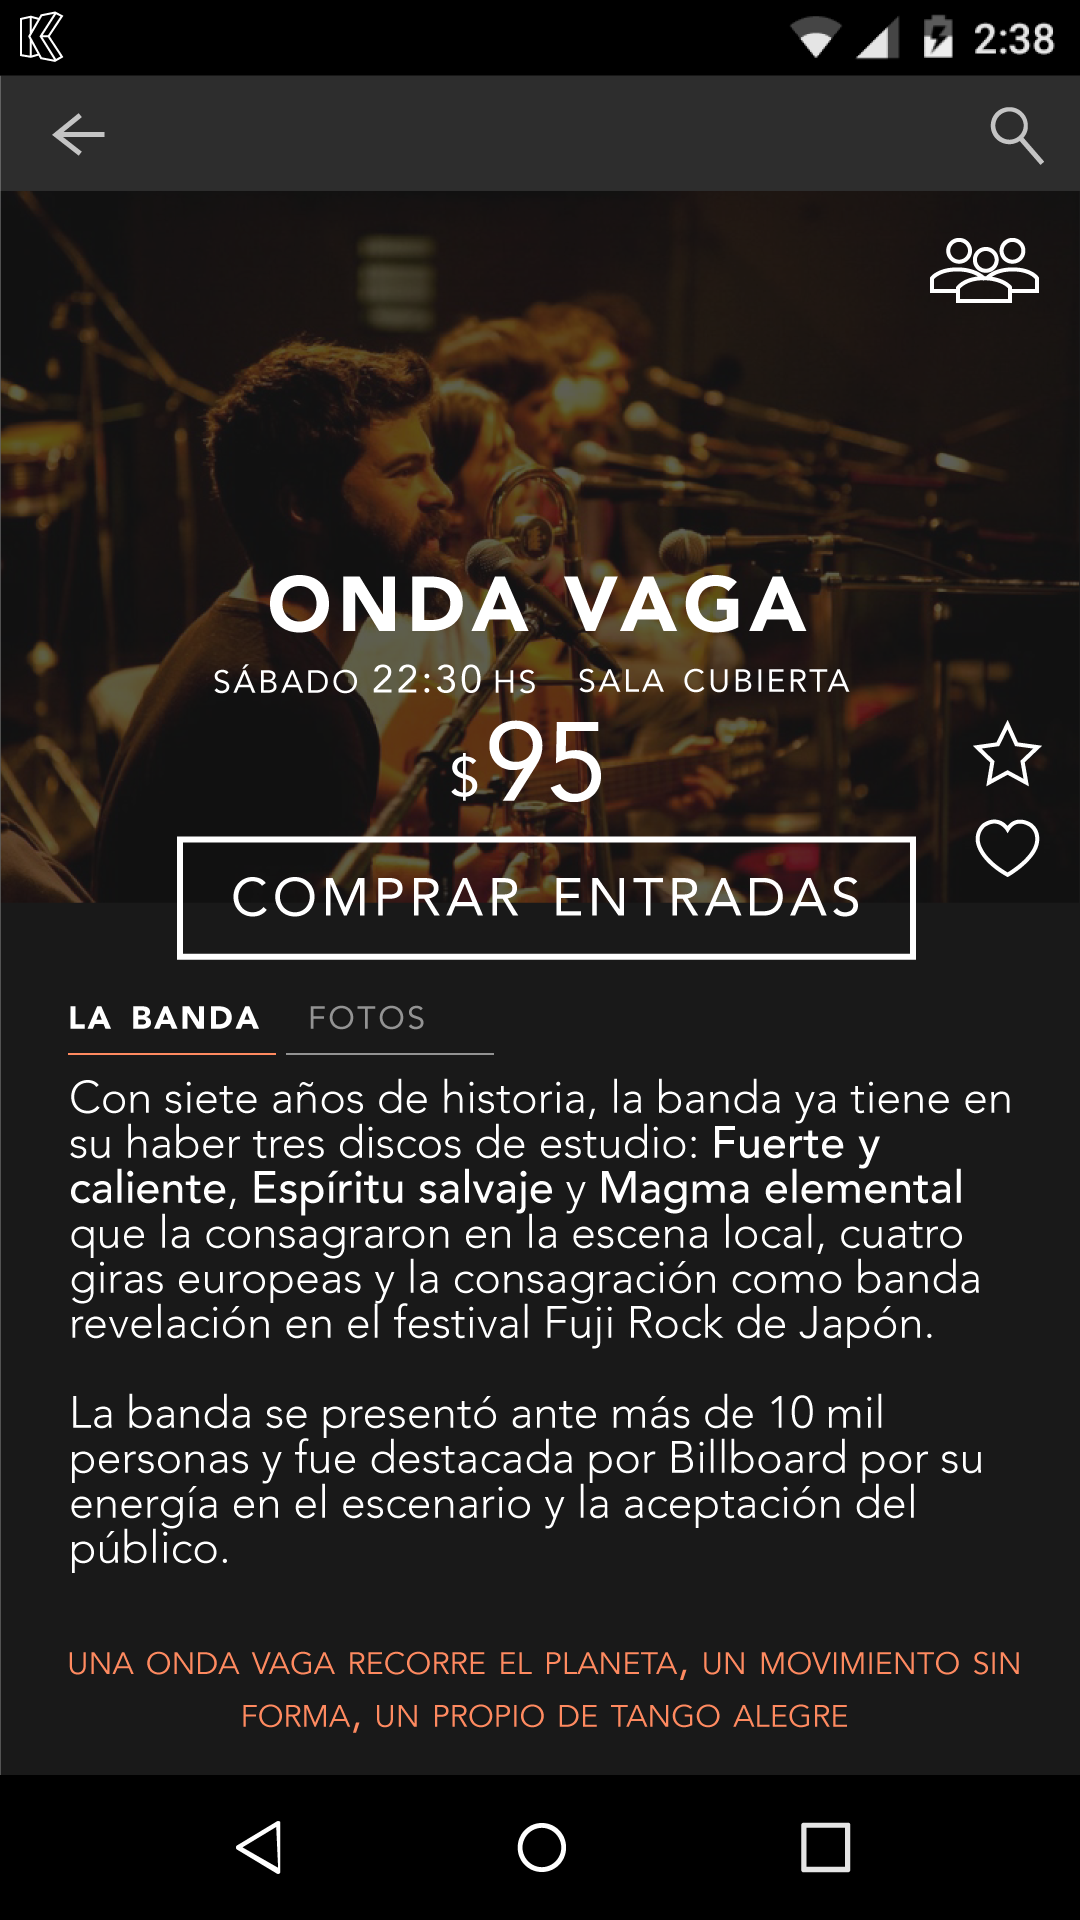 2:38
ONDA VAGA
SÁBADO 22:30 HS SALA CUBIERTA
$95
COMPRAR ENTRADAS
LA BANDA FOTOS
Con siete años de historia, la banda ya tiene en
su haber tres discos de estudio: Fuerte y
caliente, Espíritu salvaje y Magma elemental
que la consagraron en la escena local, cuatro
giras europeas y la consagración como banda
revelación en el festival Fuji Rock de Japón.
La banda se presentó ante más de 10 mil
personas y fue destacada por Billboard por su
energía en el escenario y la aceptación del
público.
UNA ONDA VAGA RECORRE EL PLANETA, UN MOVIMIENTO SIN
FORMA, UN PROPIO DE TANGO ALEGRE